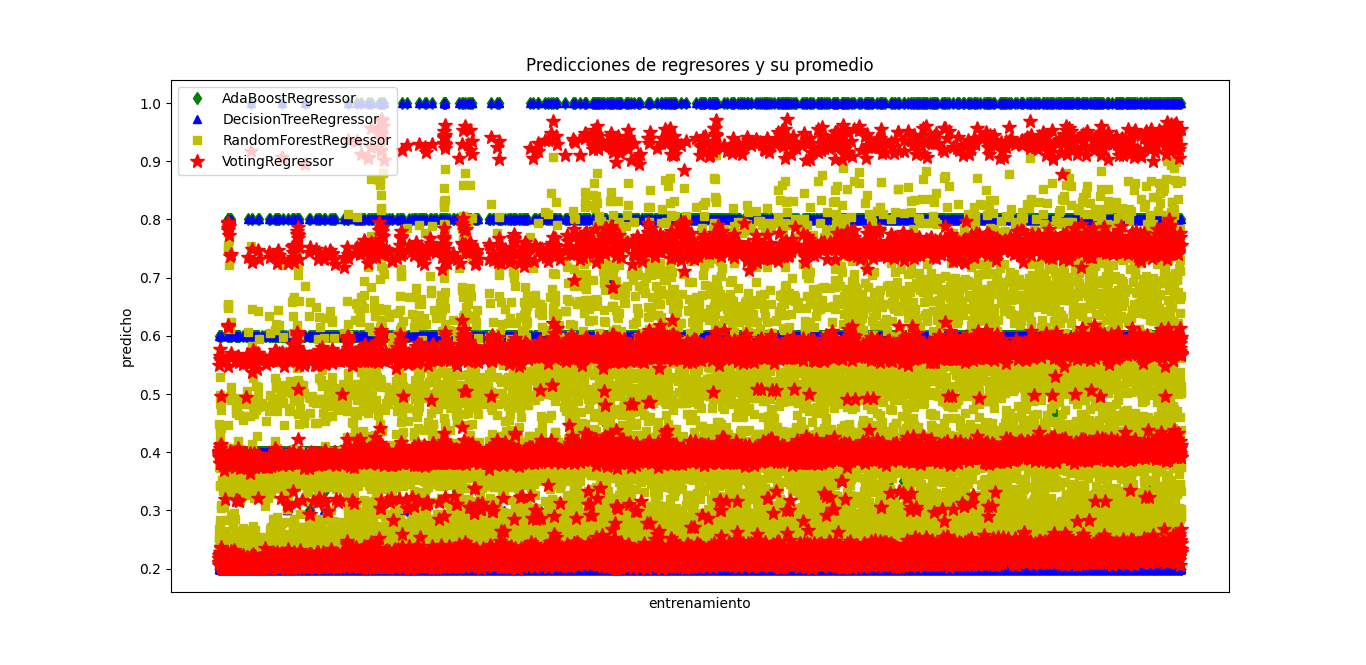 Predicciones de regresores y su promedio
AdaBoostRegressor
DecisionTreeRegressor
RandomForestRegressor
VotingRegressor
1.0
0.9
0.8
0.7
0.6
0.5
0.4
0.3
0.2
predicho
entrenamiento